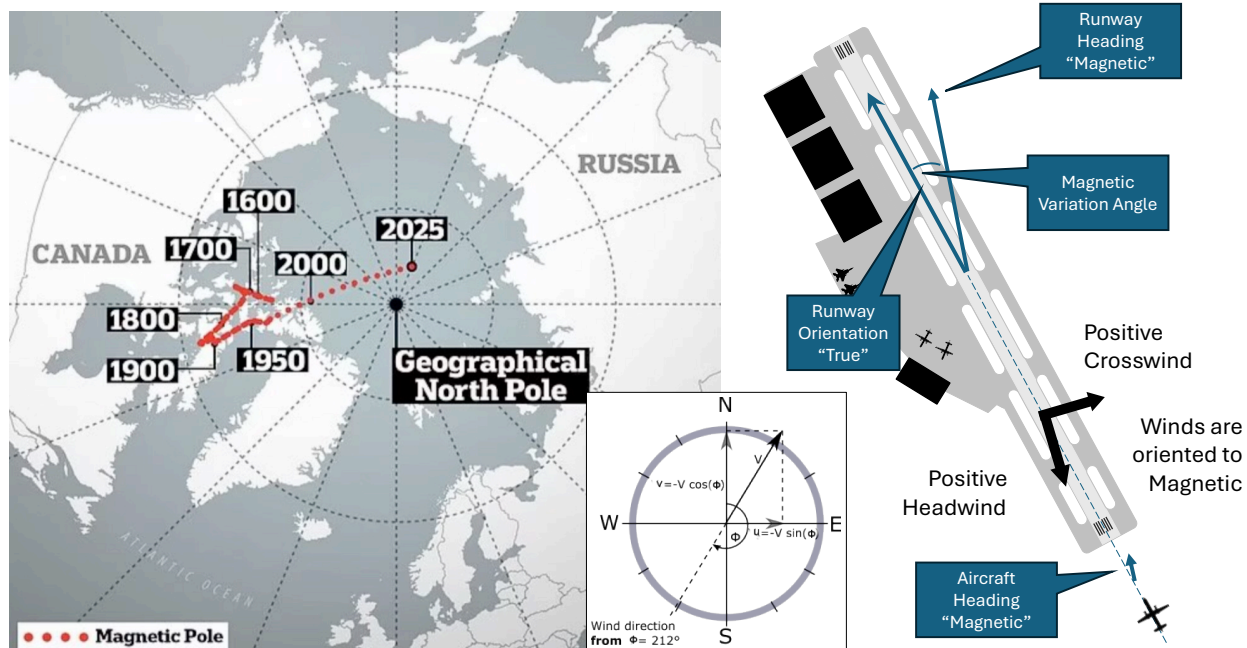 RUSSIA
CANADA
1600
1700
2000
2025
1800
1900
1950
Geographical
North Pole
ATLANTIC OCEAN
Magnetic Pole
N
V
v=-V cos(Φ)
W
E
Φ
u=-V sin(Φ)
S
Wind direction
from Φ= 212°
Runway
Heading
“Magnetic”
Magnetic
Variation Angle
Runway
Orientation
“True”
Positive
Crosswind
Winds are
oriented to
Magnetic
Positive
Headwind
Aircraft
Heading
“Magnetic”